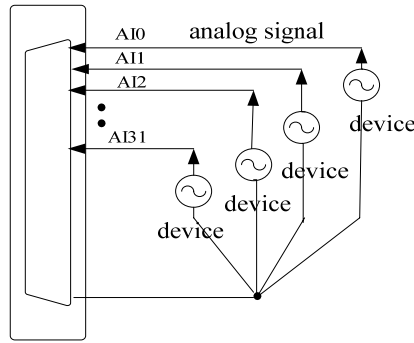 AI0 analog signal
AI1
AI2
AI31
device
device
device
device